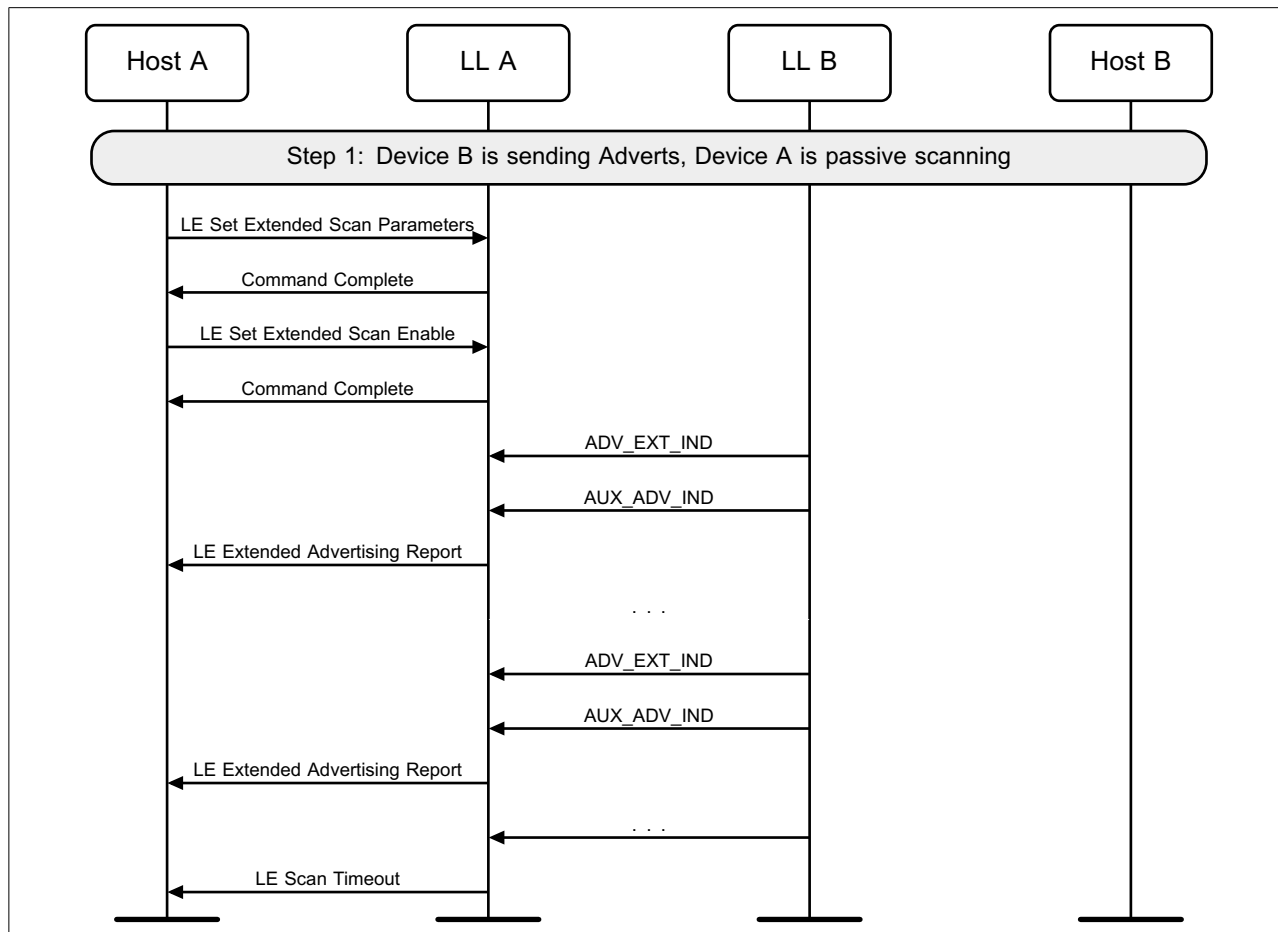 Host A
LL A
LL B
Host B
Step 1: Device B is sending Adverts, Device A is passive scanning
LE Set Extended Scan Parameters
Command Complete
LE Set Extended Scan Enable
Command Complete
ADV_EXT_IND
AUX_ADV_IND
LE Extended Advertising Report
. . .
ADV_EXT_IND
AUX_ADV_IND
LE Extended Advertising Report
. . .
LE Scan Timeout